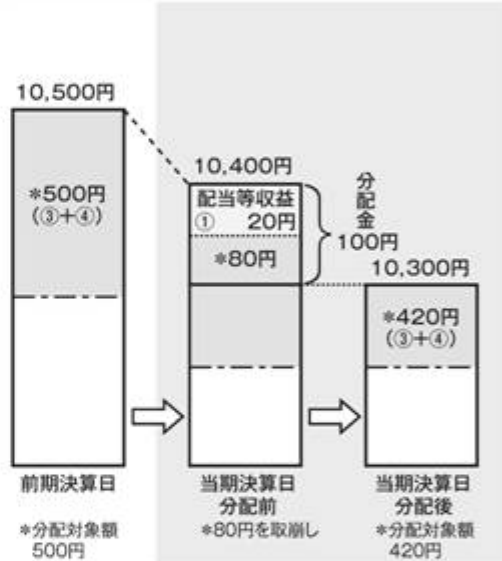 10,500円
*500円
(③+④)
10,400円
配当等収益
① 20円
*80円
分配金
100円
10,300円
*420円
(③+④)
前期決算日
*分配対象額
500円
当期決算日
分配前
*80円を取崩し
当期決算日
分配後
*分配対象額
420円